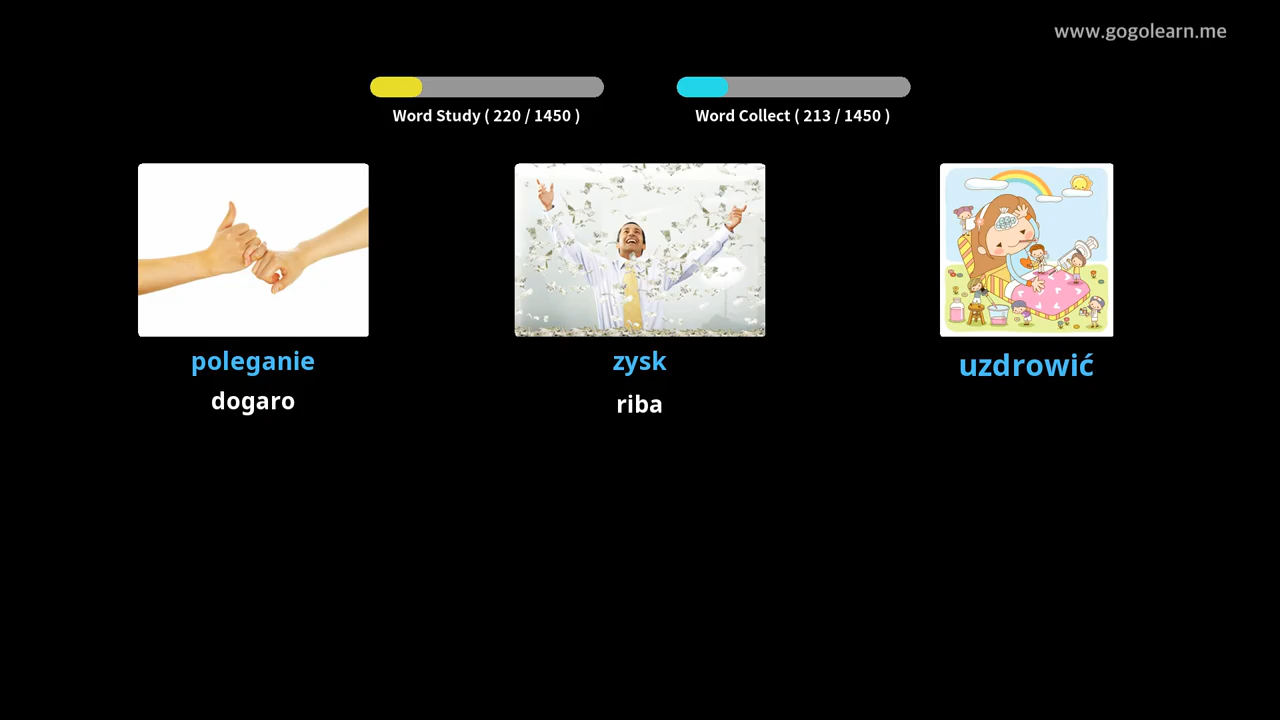 www.gogolearn.me
Word Study ( 220 / 1450 )
Word Collect ( 213 / 1450 )
poleganie
zysk
uzdrowić
dogaro
riba